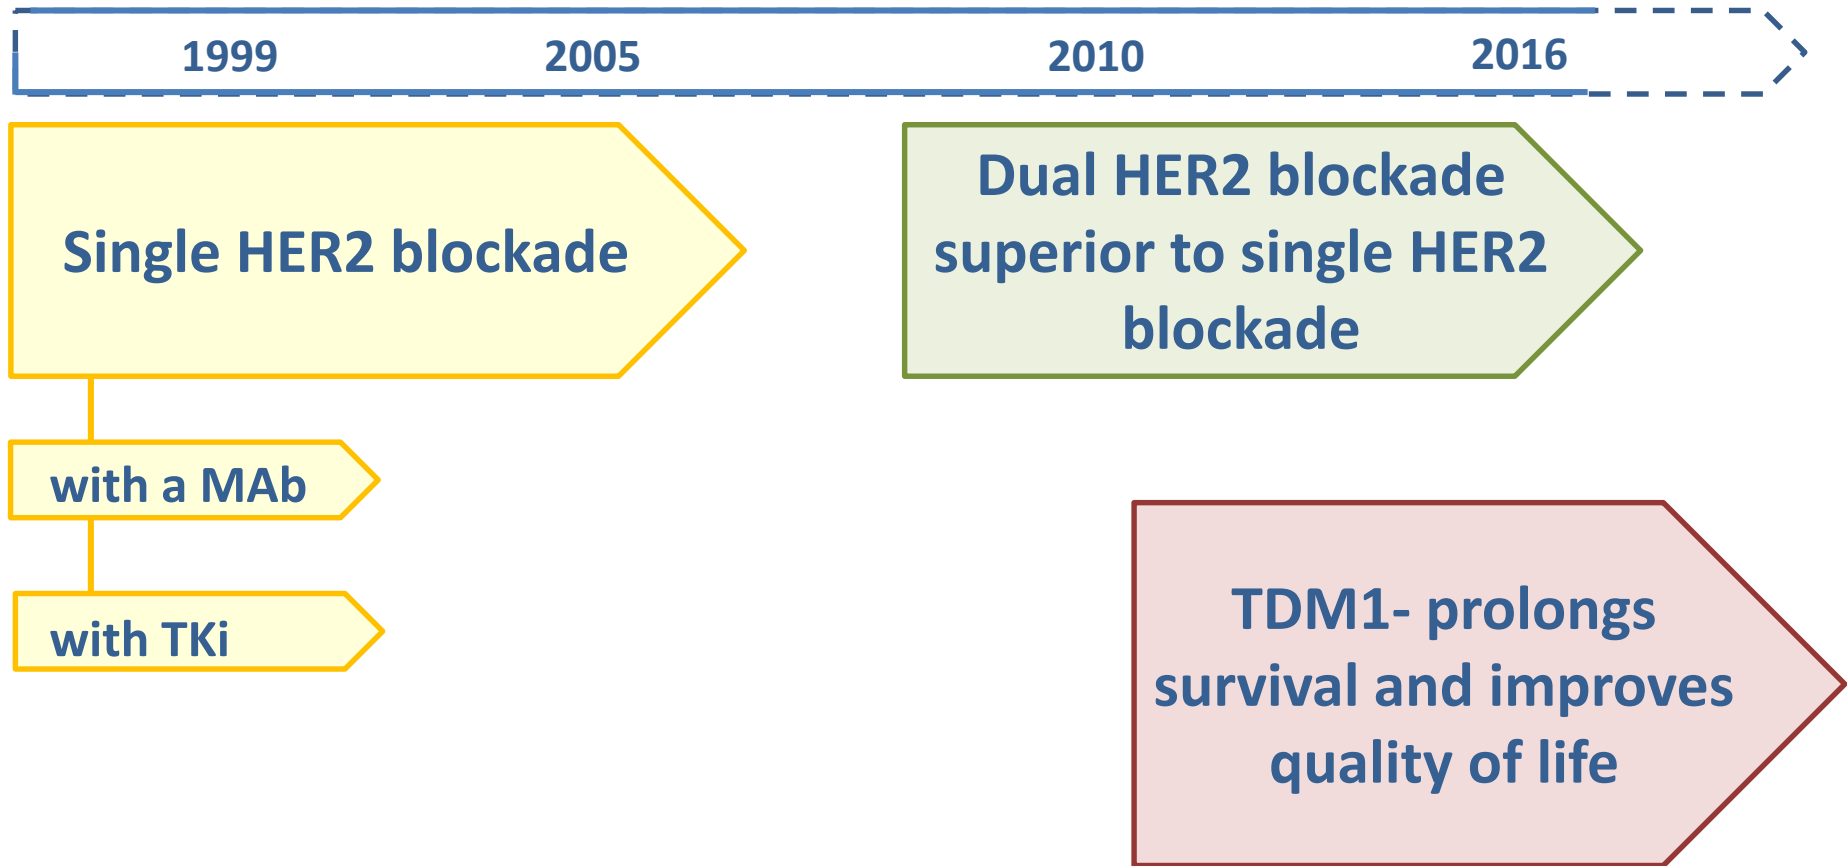 1999 2005 2010 2016
Single HER2 blockade
with a MAb
with TKi
Dual HER2 blockade
superior to single HER2
blockade
TDM1- prolongs
survival and improves
quality of life